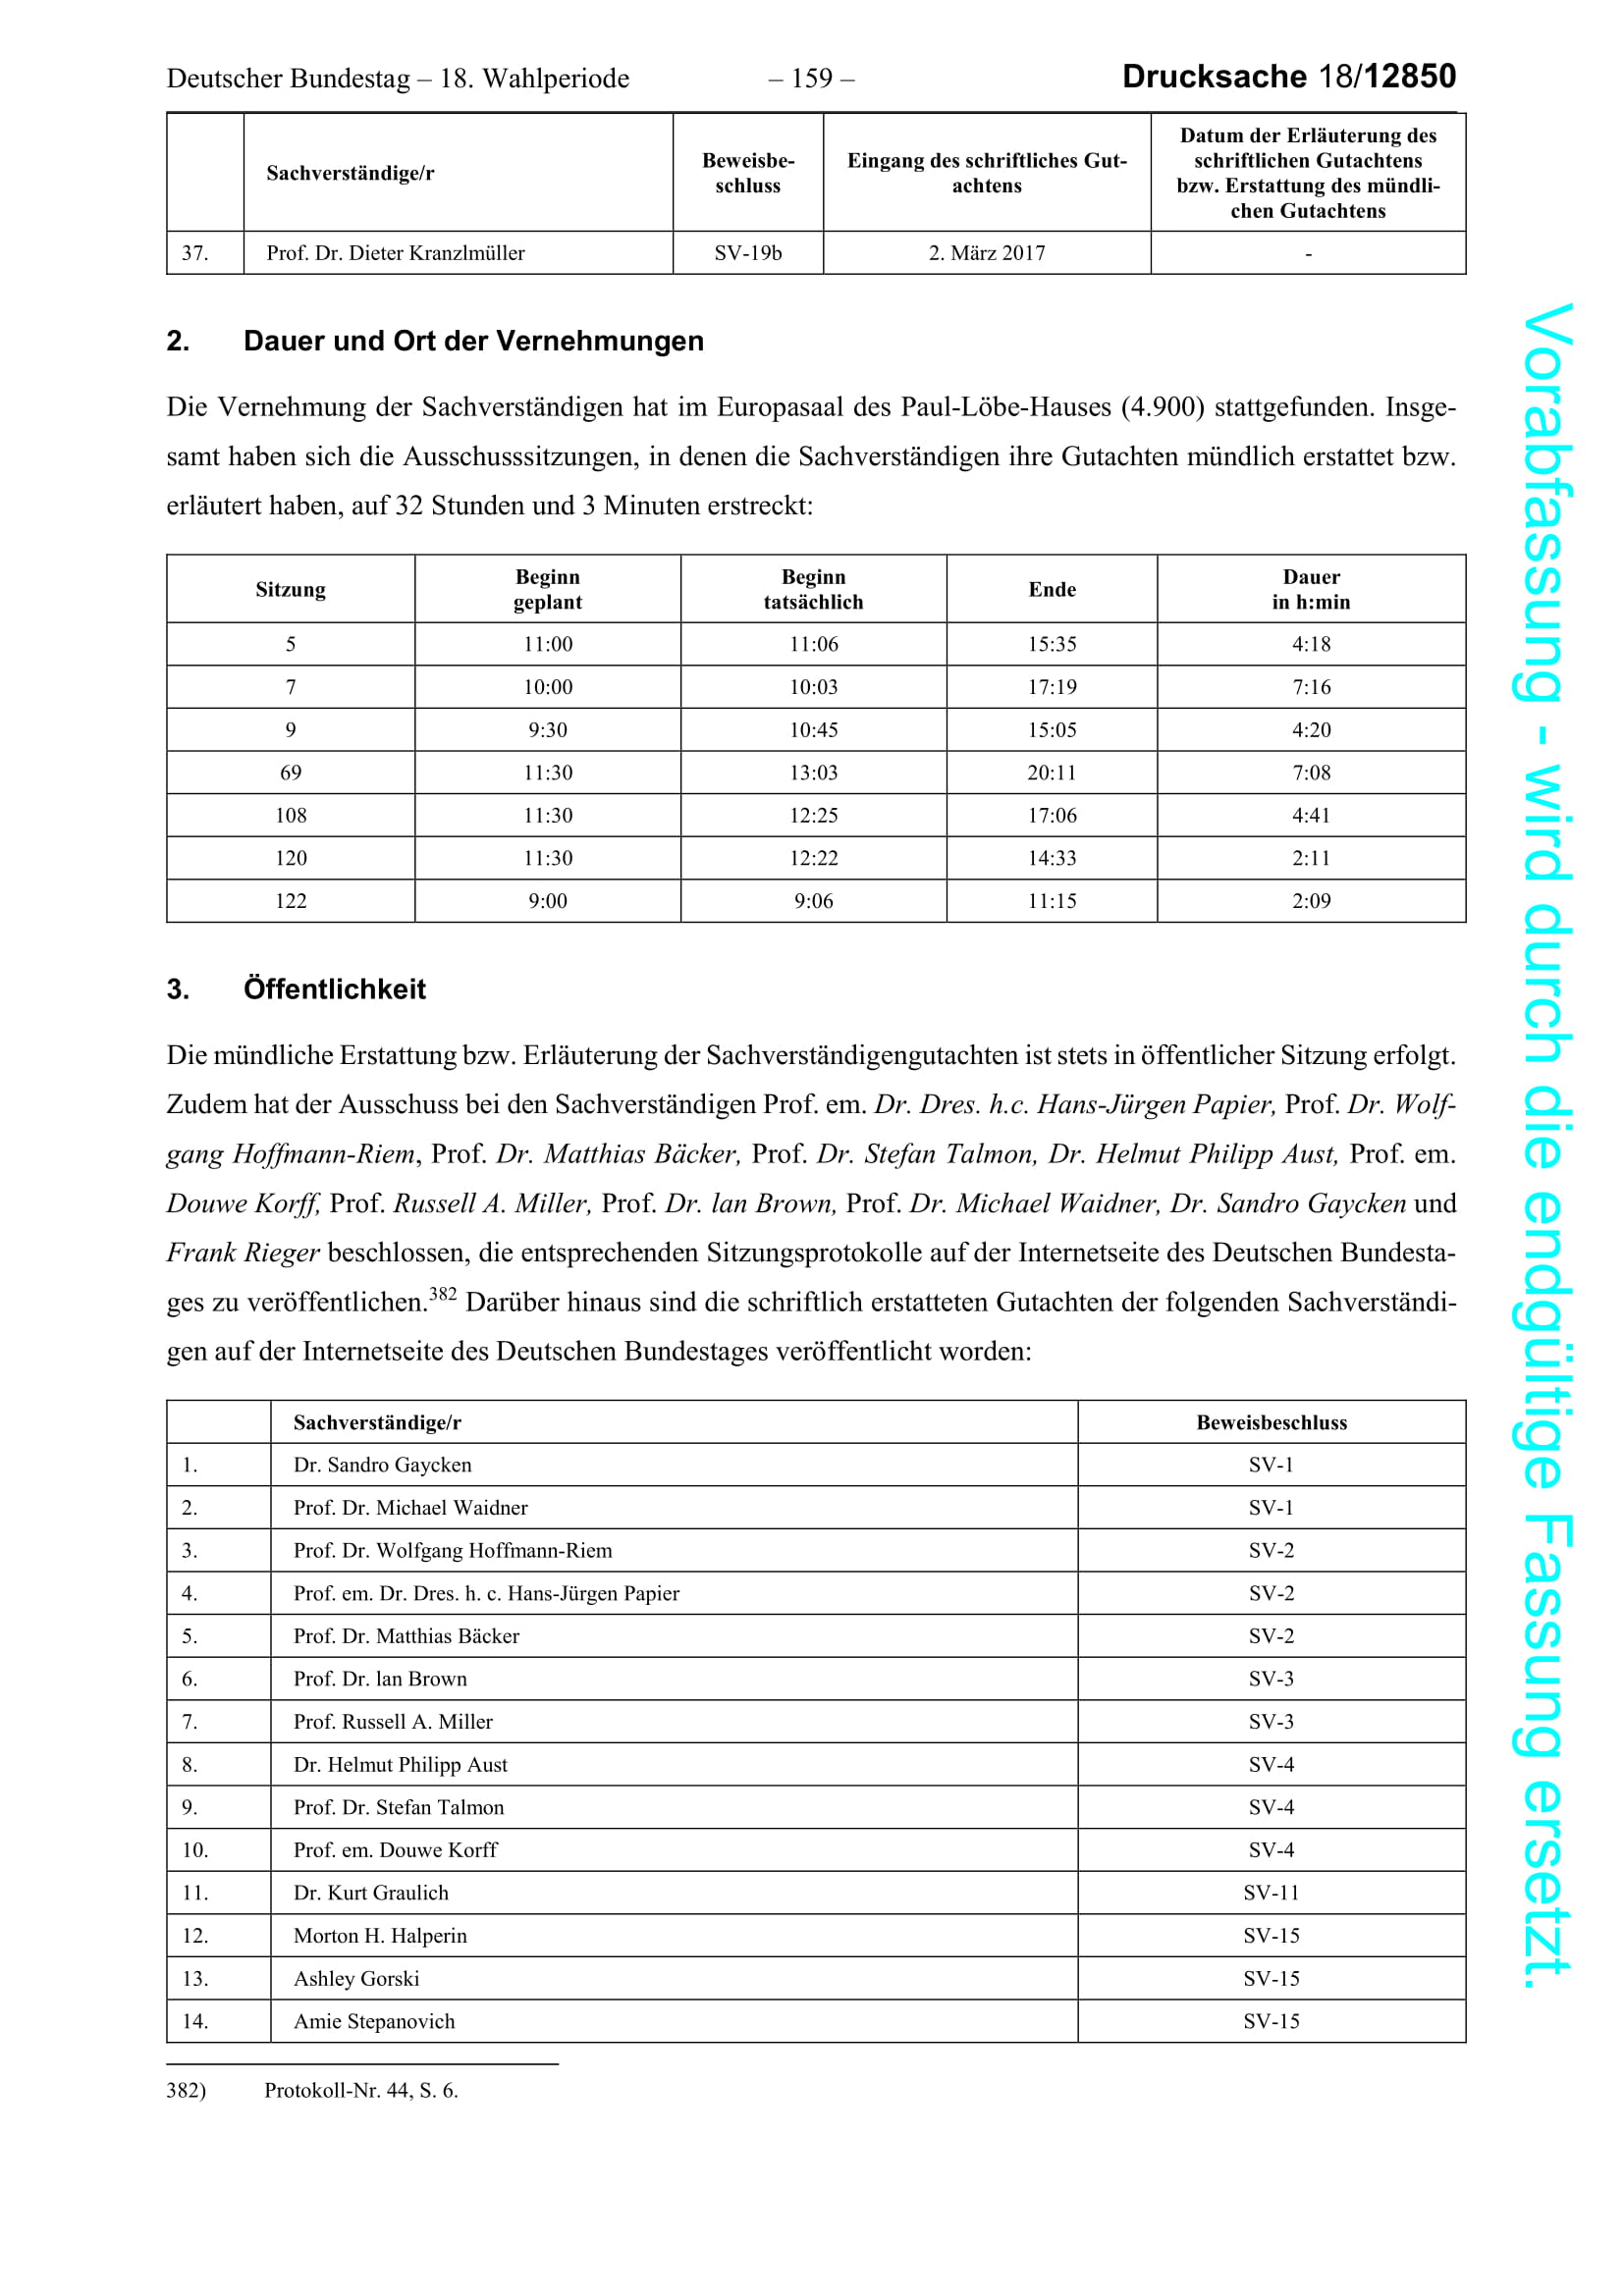 Deutscher Bundestag – 18. Wahlperiode – 159 – Drucksache 18/12850
Sachverständige/r Beweisbe-schluss Eingang des schriftliches Gut-achtens Datum der Erläuterung des schriftlichen Gutachtens bzw. Erstattung des mündli-chen Gutachtens
37. Prof. Dr. Dieter Kranzlmüller SV-19b 2. März 2017 -
2. Dauer und Ort der Vernehmungen
Die Vernehmung der Sachverständigen hat im Europasaal des Paul-Löbe-Hauses (4.900) stattgefunden. Insge-
samt haben sich die Ausschusssitzungen, in denen die Sachverständigen ihre Gutachten mündlich erstattet bzw.
erläutert haben, auf 32 Stunden und 3 Minuten erstreckt:
Sitzung Beginn geplant Beginn tatsächlich Ende Dauer in h:min
5 11:00 11:06 15:35 4:18
7 10:00 10:03 17:19 7:16
9 9:30 10:45 15:05 4:20
69 11:30 13:03 20:11 7:08
108 11:30 12:25 17:06 4:41
120 11:30 12:22 14:33 2:11
122 9:00 9:06 11:15 2:09
3. Öffentlichkeit
Die mündliche Erstattung bzw. Erläuterung der Sachverständigengutachten ist stets in öffentlicher Sitzung erfolgt.
Zudem hat der Ausschuss bei den Sachverständigen Prof. em. Dr. Dres. h.c. Hans-Jürgen Papier, Prof. Dr. Wolf-
gang Hoffmann-Riem, Prof. Dr. Matthias Bäcker, Prof. Dr. Stefan Talmon, Dr. Helmut Philipp Aust, Prof. em.
Douwe Korff, Prof. Russell A. Miller, Prof. Dr. lan Brown, Prof. Dr. Michael Waidner, Dr. Sandro Gaycken und
Frank Rieger beschlossen, die entsprechenden Sitzungsprotokolle auf der Internetseite des Deutschen Bundesta-
ges zu veröffentlichen.382 Darüber hinaus sind die schriftlich erstatteten Gutachten der folgenden Sachverständi-
gen auf der Internetseite des Deutschen Bundestages veröffentlicht worden:
Sachverständige/r Beweisbeschluss
1. Dr. Sandro Gaycken SV-1
2. Prof. Dr. Michael Waidner SV-1
3. Prof. Dr. Wolfgang Hoffmann-Riem SV-2
4. Prof. em. Dr. Dres. h. c. Hans-Jürgen Papier SV-2
5. Prof. Dr. Matthias Bäcker SV-2
6. Prof. Dr. lan Brown SV-3
7. Prof. Russell A. Miller SV-3
8. Dr. Helmut Philipp Aust SV-4
9. Prof. Dr. Stefan Talmon SV-4
10. Prof. em. Douwe Korff SV-4
11. Dr. Kurt Graulich SV-11
12. Morton H. Halperin SV-15
13. Ashley Gorski SV-15
14. Amie Stepanovich SV-15
382) Protokoll-Nr. 44, S. 6.
Vorabfassung - wird durch die endgültige Fassung ersetzt.